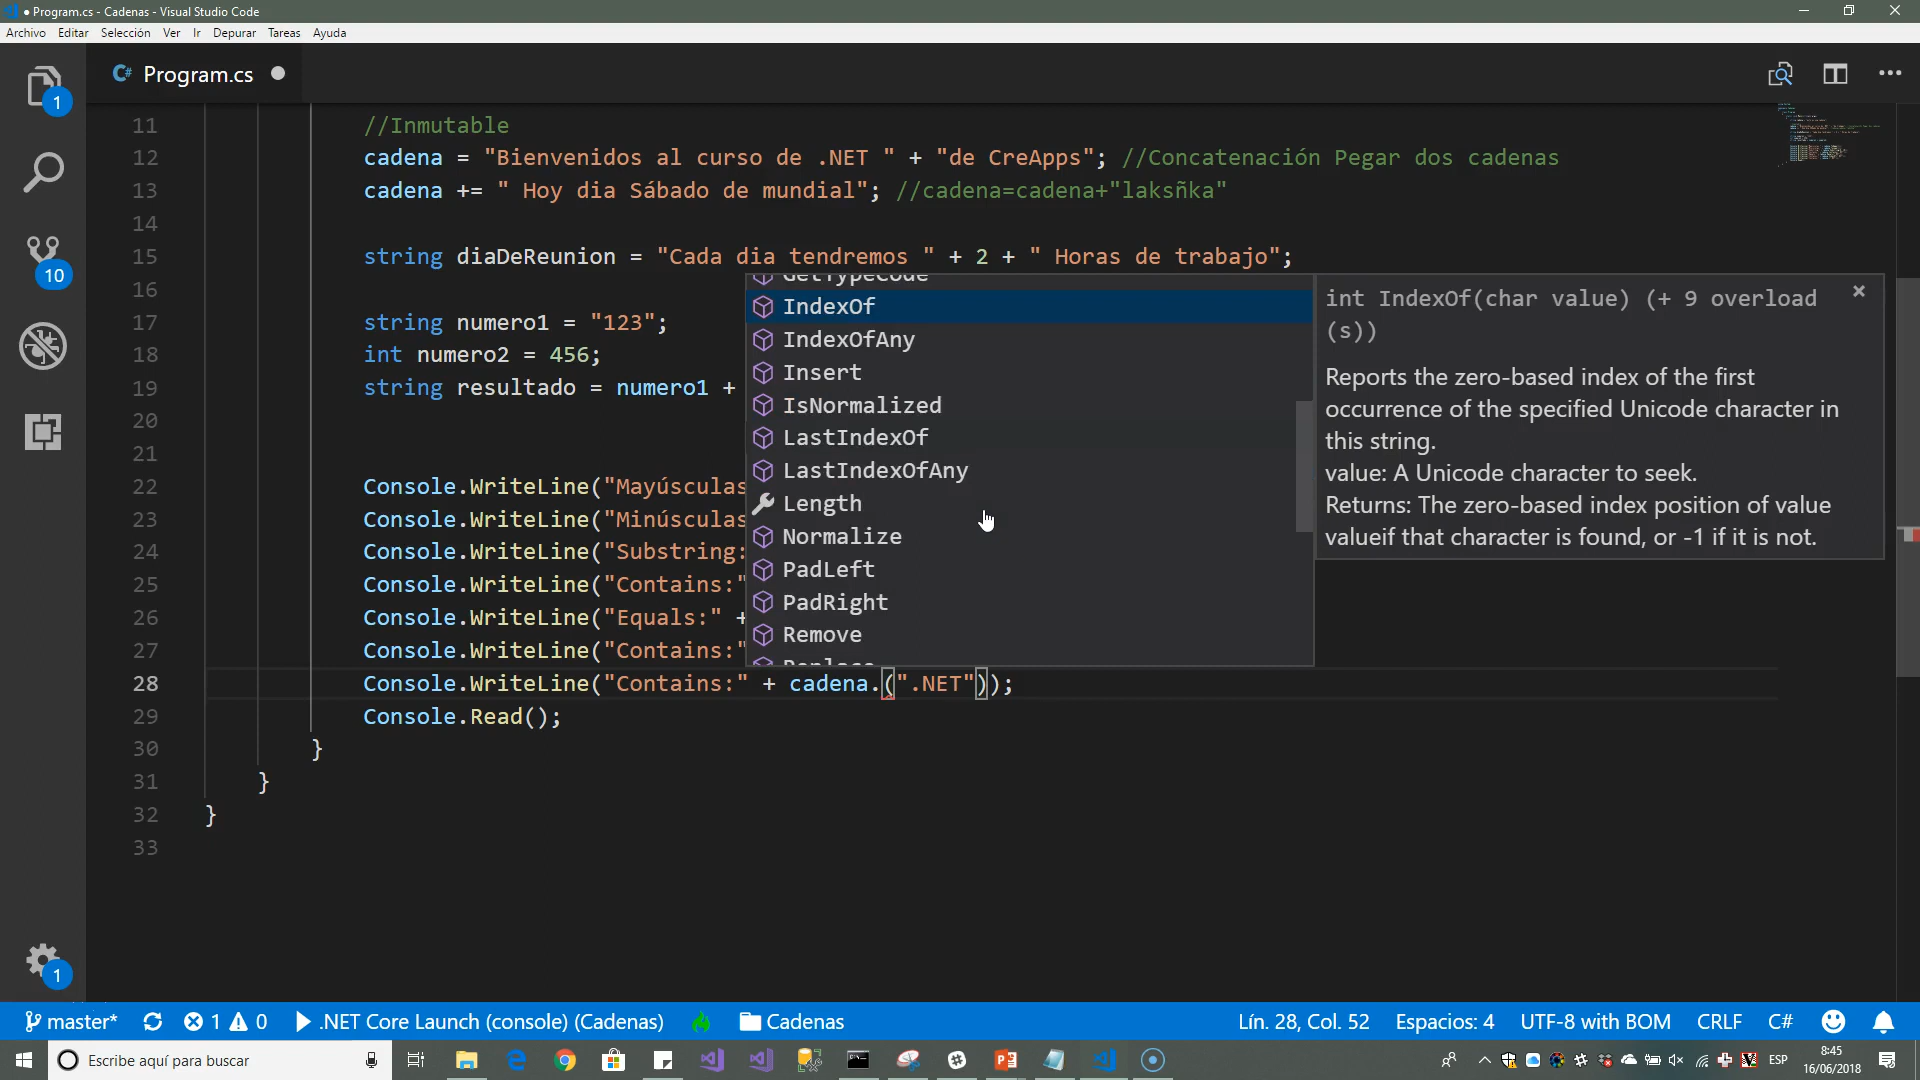 ● Program.cs - Cadenas - Visual Studio Code
Archivo Editar Selección Ver Ir Depurar Tareas Ayuda
C# Program.cs
11 //Inmutable
12 cadena = "Bienvenidos al curso de .NET " + "de CreApps"; //Concatenación Pegar dos cadenas
13 cadena += " Hoy dia Sábado de mundial"; //cadena=cadena+"laksñka"
14
15 string diaDeReunion = "Cada dia tendremos " + 2 + " Horas de trabajo";
16
17 string numero1 = "123";
18 int numero2 = 456;
19 string resultado = numero1 +
20
21
22 Console.WriteLine("Mayúsculas
23 Console.WriteLine("Minúsculas
24 Console.WriteLine("Substring:
25 Console.WriteLine("Contains:"
26 Console.WriteLine("Equals:" +
27 Console.WriteLine("Contains:"
28 Console.WriteLine("Contains:" + cadena.(".NET"));
29 Console.Read();
30 }
31 }
32 }
33
GetTypeCode
IndexOf
IndexOfAny
Insert
IsNormalized
LastIndexOf
LastIndexOfAny
Length
Normalize
PadLeft
PadRight
Remove
Replace
int IndexOf(char value) (+ 9 overload
(s))
Reports the zero-based index of the first
occurrence of the specified Unicode character in
this string.
value: A Unicode character to seek.
Returns: The zero-based index position of value
valueif that character is found, or -1 if it is not.
1
10
1
master* 1 0 .NET Core Launch (console) (Cadenas) Cadenas Lín. 28, Col. 52 Espacios: 4 UTF-8 with BOM CRLF C#
Escribe aquí para buscar
ESP
8:45
16/06/2018